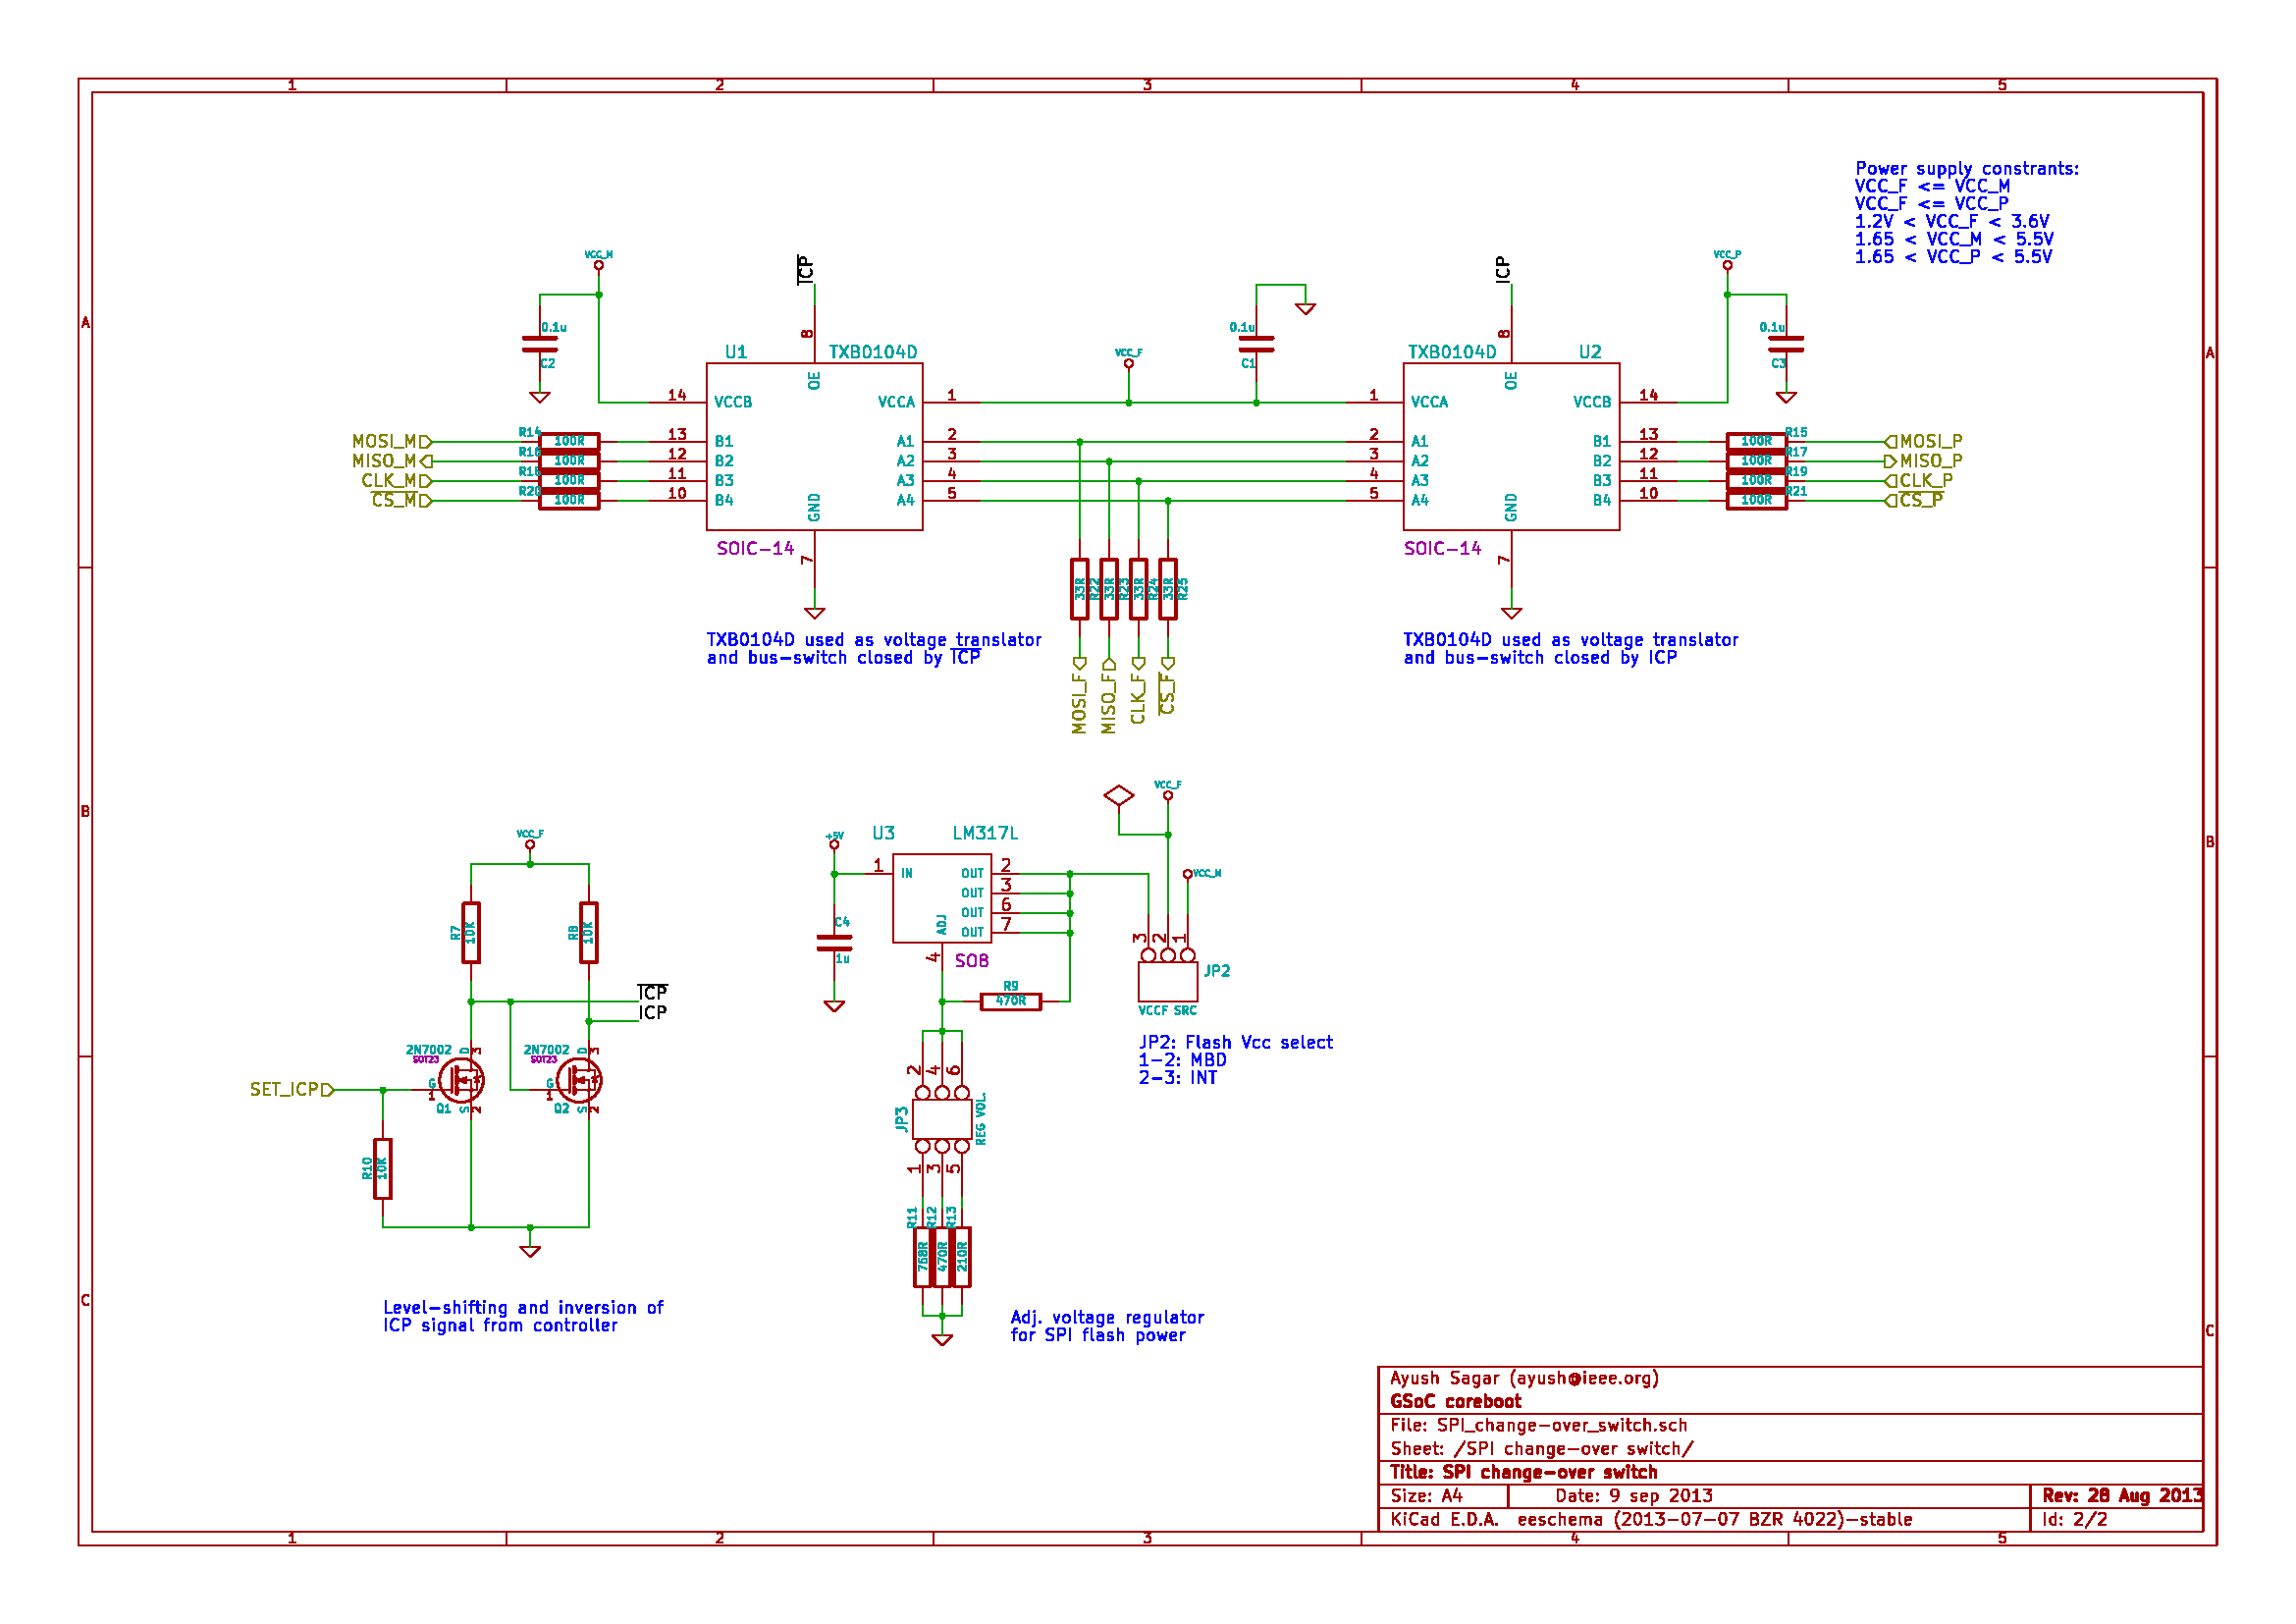 1 2 3 4 5
Power supply constrants:
VCC_F <= VCC_M
VCC_F <= VCC_P
1.2V < VCC_F < 3.6V
1.65 < VCC_M < 5.5V
1.65 < VCC_P < 5.5V
VCC_M
ICP
ICP
VCC_P
A
0.1u
C2
8
U1 TXB0104D
OE
VCC_F
0.1u
C1
8
TXB0104D U2
OE
0.1u
C3
A
14 VCCB VCCA 1
1 VCCA VCCB 14
MOSI_M R14 100R 13 B1 A1 2
2 A1 B1 13 100R R15 MOSI_P
MISO_M R16 100R 12 B2 A2 3
3 A2 B2 12 100R R17 MISO_P
CLK_M R18 100R 11 B3 A3 4
4 A3 B3 11 100R R19 CLK_P
CS_M R20 100R 10 B4 A4 5
5 A4 B4 10 100R R21 CS_P
GND
GND
SOIC-14
7
SOIC-14
7
33R R22 33R R23 33R R24 33R R25
TXB0104D used as voltage translator
and bus-switch closed by ICP
TXB0104D used as voltage translator
and bus-switch closed by ICP
MOSI_F MISO_F CLK_F CS_F
B
B
VCC_F
R7 10K
R8 10K
ICP
ICP
2N7002
SOT23
D 3
G 1
Q1 S 2
2N7002
SOT23
D 3
G 1
Q2 S 2
SET_ICP
R10 10K
Level-shifting and inversion of
ICP signal from controller
+5V
U3 LM317L
1 IN OUT 2
OUT 3
OUT 6
ADJ OUT 7
C4
1u
4 SO8
R9
470R
2 4 6
JP3
REG VOL.
1 3 5
R11 R12 R13
768R 470R 210R
Adj. voltage regulator
for SPI flash power
VCC_F
VCC_M
3 2 1
JP2
VCCF SRC
JP2: Flash Vcc select
1-2: MBD
2-3: INT
C
C
Ayush Sagar (ayush@ieee.org)
GSoC coreboot
File: SPI_change-over_switch.sch
Sheet: /SPI change-over switch/
Title: SPI change-over switch
Size: A4 Date: 9 sep 2013 Rev: 28 Aug 2013
KiCad E.D.A. eeschema (2013-07-07 BZR 4022)-stable Id: 2/2
1 2 3 4 5